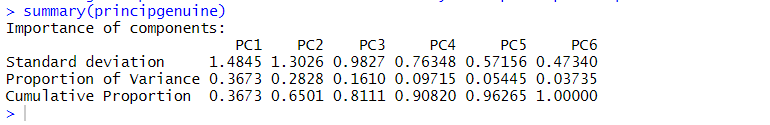 > summary(principgenuine)
Importance of components:
                          PC1    PC2    PC3     PC4     PC5     PC6
Standard deviation     1.4845 1.3026 0.9827 0.76348 0.57156 0.47340
Proportion of Variance 0.3673 0.2828 0.1610 0.09715 0.05445 0.03735
Cumulative Proportion  0.3673 0.6501 0.8111 0.90820 0.96265 1.00000
>